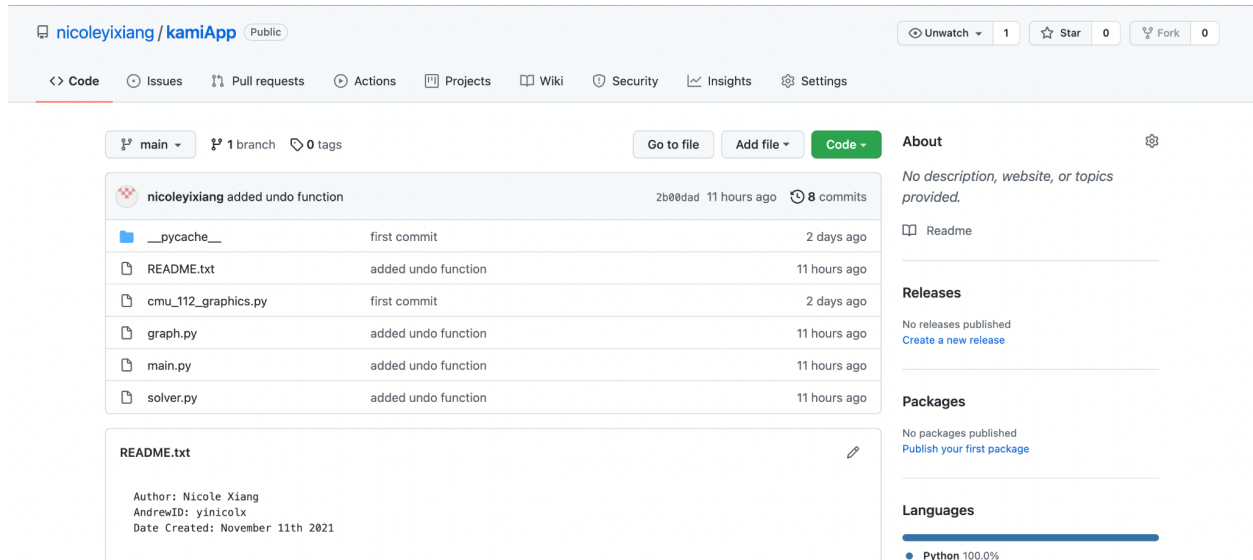 nicoleyixiang / kamiApp Public
Unwatch 1 Star 0 Fork 0
<> Code Issues Pull requests Actions Projects Wiki Security Insights Settings
main 1 branch 0 tags Go to file Add file Code
nicoleyixiang added undo function 2b00dad 11 hours ago 8 commits
__pycache__ first commit 2 days ago
README.txt added undo function 11 hours ago
cmu_112_graphics.py first commit 2 days ago
graph.py added undo function 11 hours ago
main.py added undo function 11 hours ago
solver.py added undo function 11 hours ago
README.txt
Author: Nicole Xiang
AndrewID: yinicolx
Date Created: November 11th 2021
About
No description, website, or topics
provided.
Readme
Releases
No releases published
Create a new release
Packages
No packages published
Publish your first package
Languages
Python 100.0%